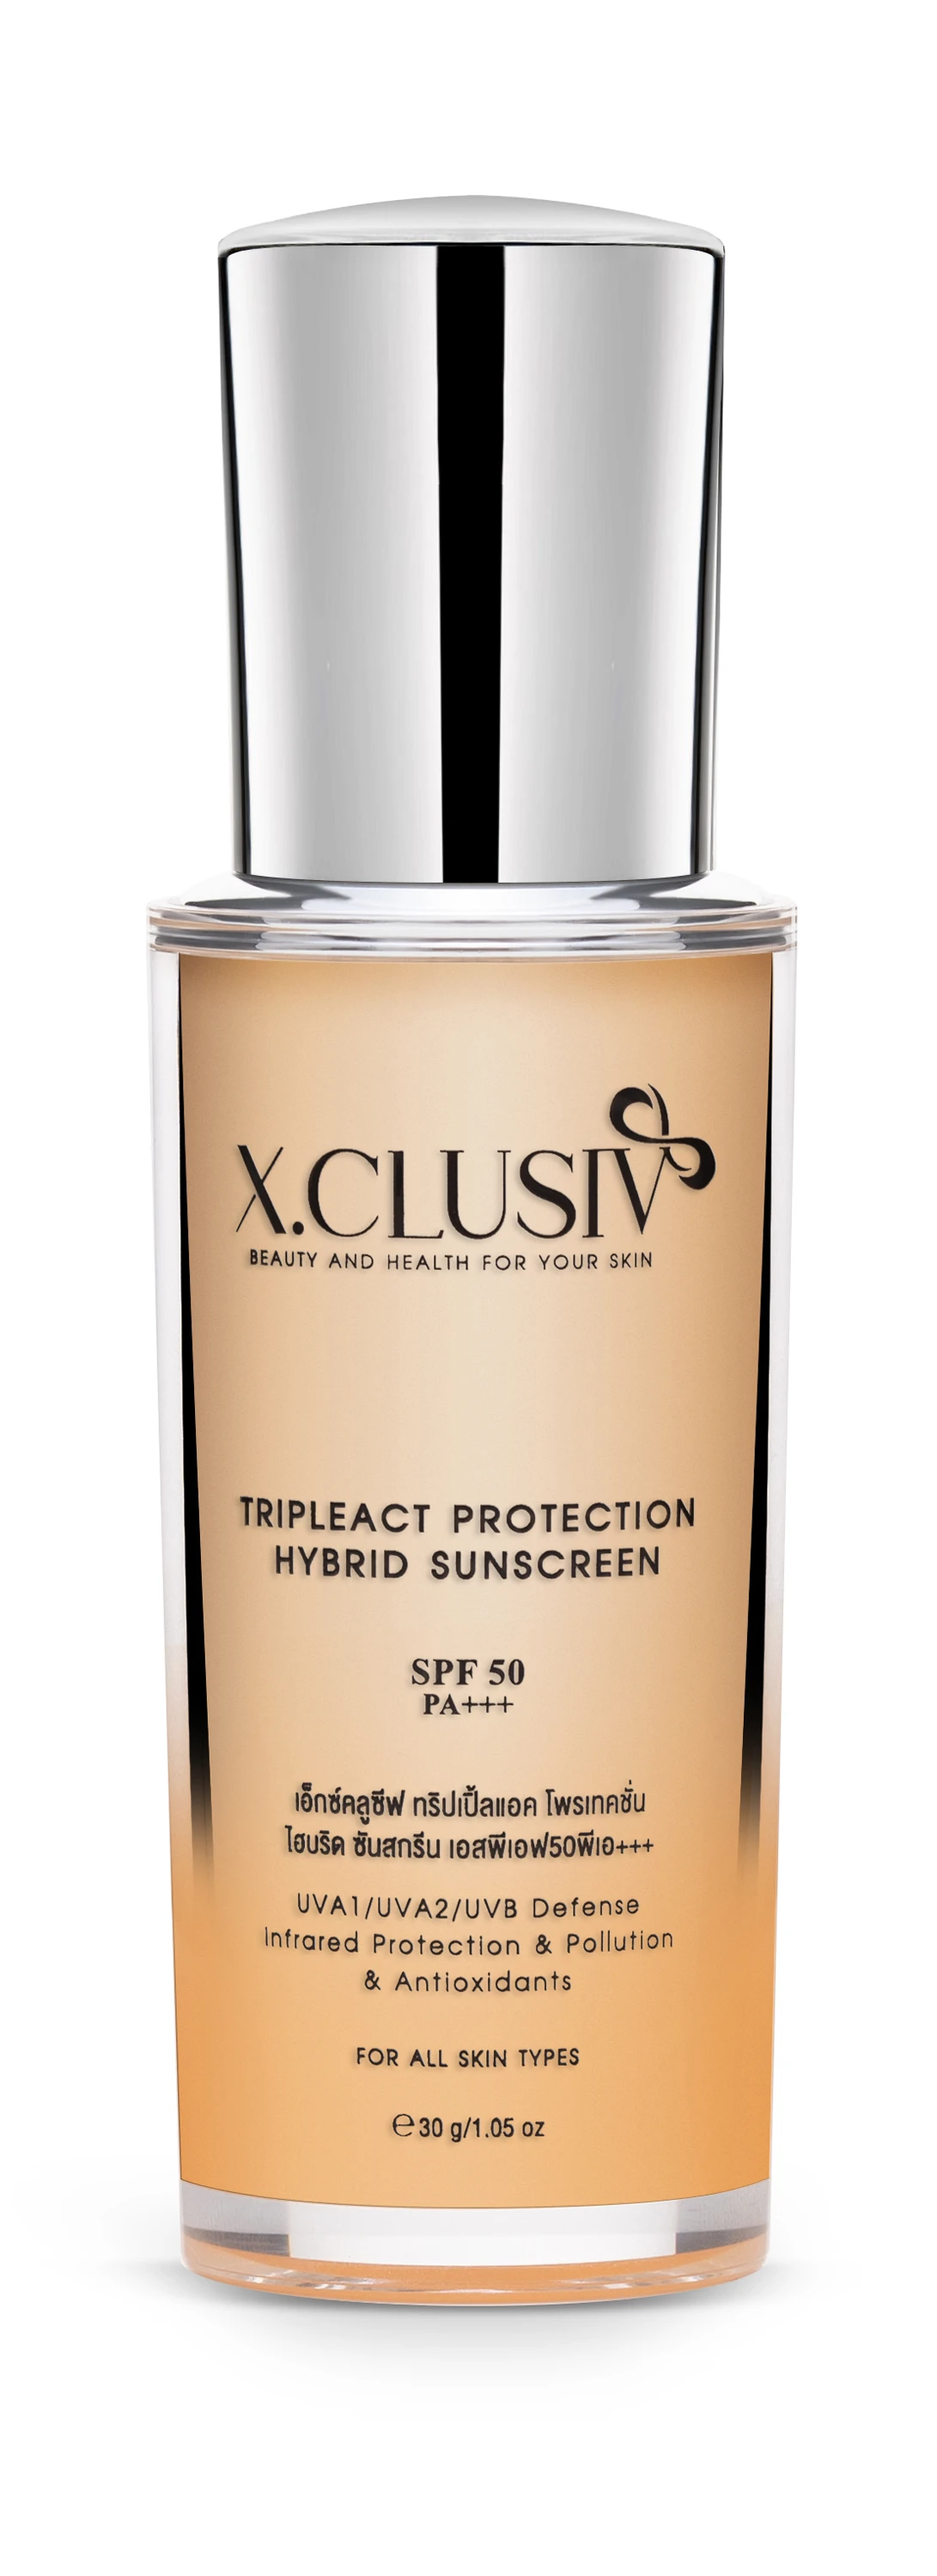 X.CLUSIV
BEAUTY AND HEALTH FOR YOUR SKIN
TRIPLEACT PROTECTION
HYBRID SUNSCREEN
SPF 50
PA+++
เอ็กซ์คลูซีฟ ทริปเปิ้ลแอค โพรเทคชั่น
ไฮบริด ซันสกรีน เอสพีเอฟ50พีเอ+++
UVA1/UVA2/UVB Defense
Infrared Protection & Pollution
& Antioxidants
FOR ALL SKIN TYPES
℮30 g/1.05 oz